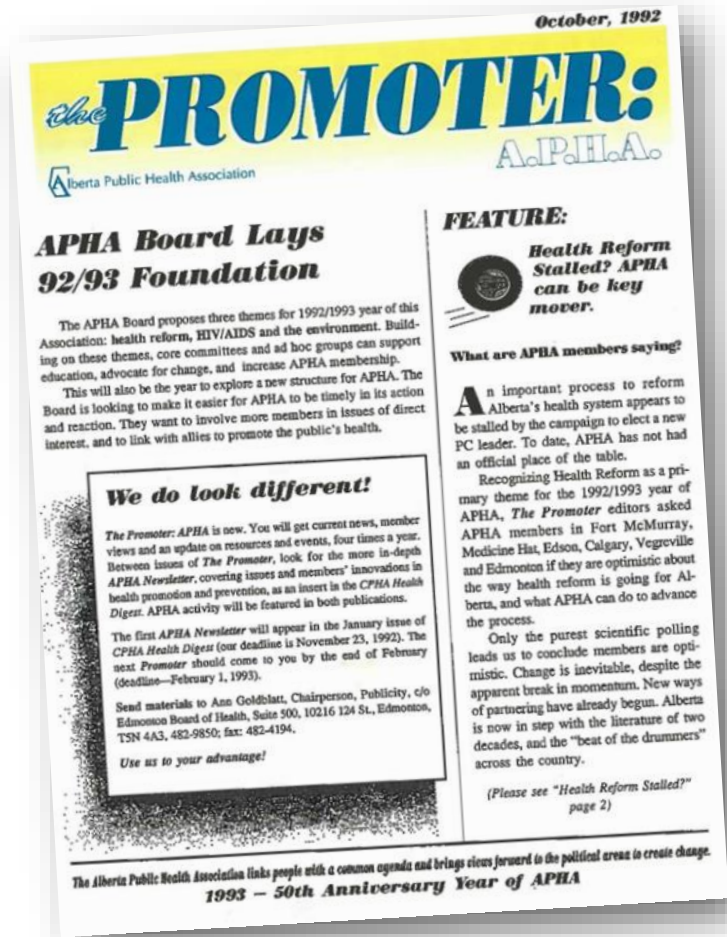 October, 1992
the PROMOTER:
A.P.H.A.
Alberta Public Health Association
APHA Board Lays
92/93 Foundation
The APHA Board proposes three themes for 1992/1993 year of this
Association: health reform, HIV/AIDS and the environment. Build-
ing on these themes, core committees and ad hoc groups can support
education, advocate for change, and increase APHA membership.
This will also be the year to explore a new structure for APHA. The
Board is looking to make it easier for APHA to be timely in its action
and reaction. They want to involve more members in issues of direct
interest, and to link with allies to promote the public's health.
We do look different!
The Promoter: APHA is new. You will get current news, member
views and an update on resources and events, four times a year.
Between issues of The Promoter, look for the more in-depth
APHA Newsletter, covering issues and members' innovations in
health promotion and prevention, as an insert in the CPHA Health
Digest. APHA activity will be featured in both publications.
The first APHA Newsletter will appear in the January issue of
CPHA Health Digest (our deadline is November 23, 1992). The
next Promoter should come to you by the end of February
(deadline—February 1, 1993).
Send materials to Ann Goldblatt, Chairperson, Publicity, c/o
Edmonton Board of Health, Suite 500, 10216 124 St., Edmonton,
T5N 4A3, 482-9850; fax: 482-4194.
Use us to your advantage!
FEATURE:
Health Reform
Stalled? APHA
can be key
mover.
What are APHA members saying?
An important process to reform
Alberta's health system appears to
be stalled by the campaign to elect a new
PC leader. To date, APHA has not had
an official place of the table.
Recognizing Health Reform as a pri-
mary theme for the 1992/1993 year of
APHA, The Promoter editors asked
APHA members in Fort McMurray,
Medicine Hat, Edson, Calgary, Vegreville
and Edmonton if they are optimistic about
the way health reform is going for Al-
berta, and what APHA can do to advance
the process.
Only the purest scientific polling
leads us to conclude members are opti-
mistic. Change is inevitable, despite the
apparent break in momentum. New ways
of partnering have already begun. Alberta
is now in step with the literature of two
decades, and the "beat of the drummers"
across the country.
(Please see "Health Reform Stalled?"
page 2)
The Alberta Public Health Association links people with a common agenda and brings views forward to the political arena to create change.
1993 – 50th Anniversary Year of APHA